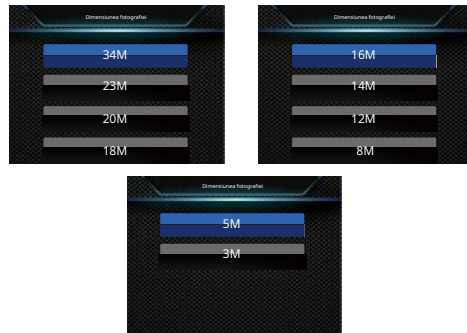 Dimensiunea fotografiei
34M
23M
20M
18M
Dimensiunea fotografiei
16M
14M
12M
8M
Dimensiunea fotografiei
5M
3M